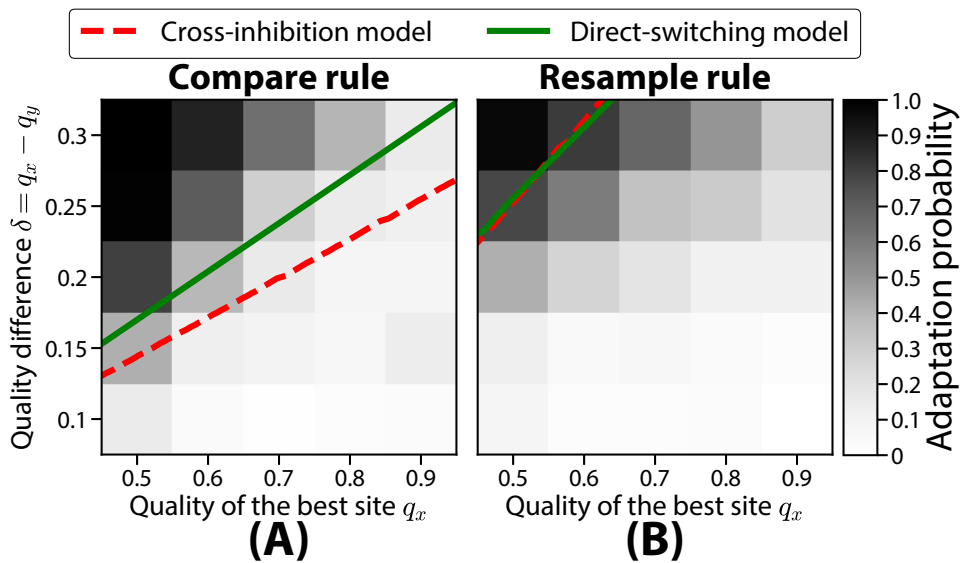 Cross-inhibition model
Direct-switching model
Compare rule
Resample rule
Quality difference δ = q_x − q_y
0.3
0.25
0.2
0.15
0.1
0.5 0.6 0.7 0.8 0.9
Quality of the best site q_x
(A)
0.5 0.6 0.7 0.8 0.9
Quality of the best site q_x
(B)
1.0
0.9
0.8
0.7
0.6
0.5
0.4
0.3
0.2
0.1
0
Adaptation probability